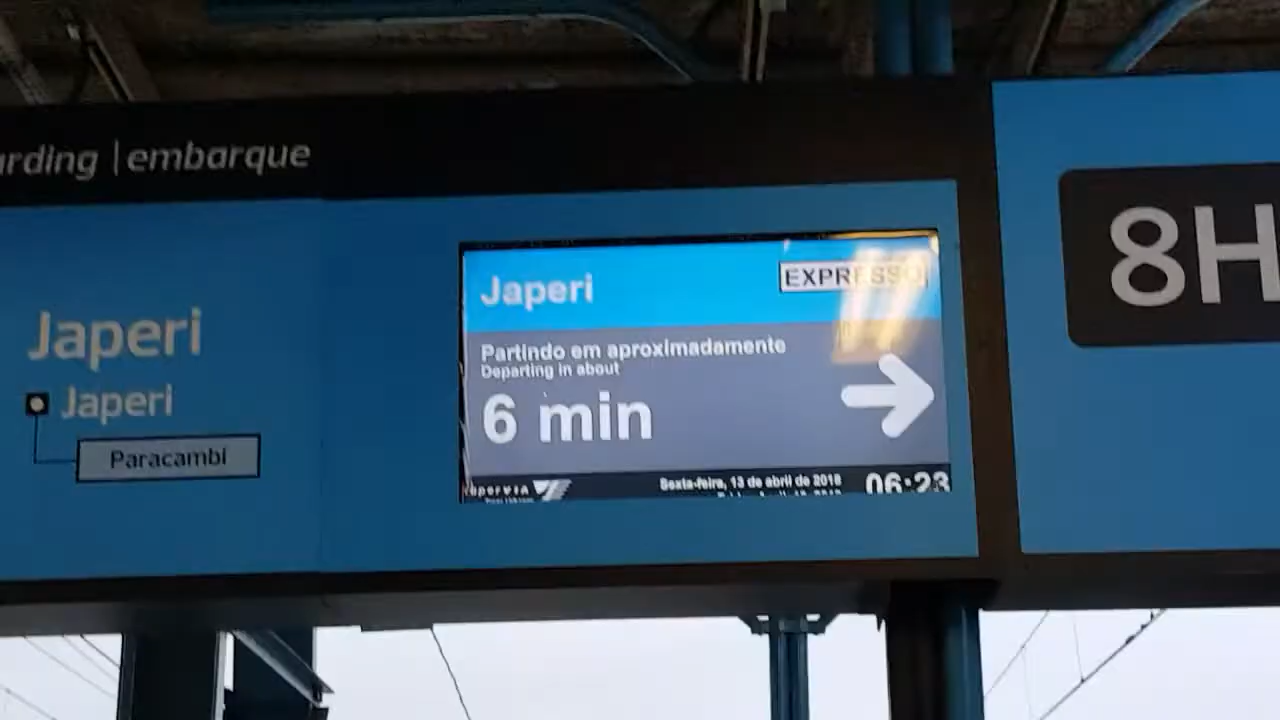 embarque
Japeri
Japeri
Paracambi
Japeri
EXPRESSO
Partindo em aproximadamente
Departing in about
6 min
SUPERVIA
Sexta-feira, 13 de abril de 2018
06:23
8H